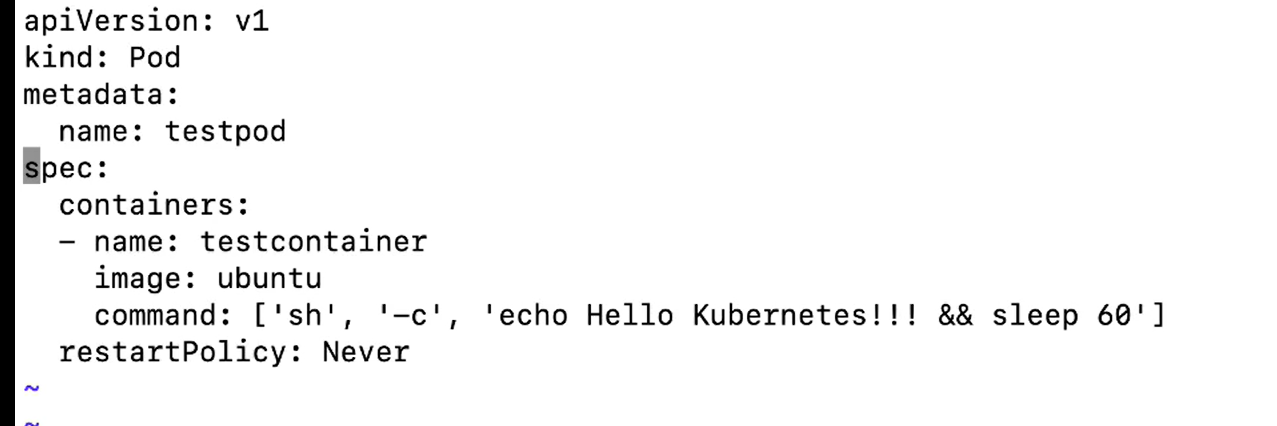 apiVersion: v1
kind: Pod
metadata:
  name: testpod
spec:
  containers:
  - name: testcontainer
    image: ubuntu
    command: ['sh', '-c', 'echo Hello Kubernetes!!! && sleep 60']
  restartPolicy: Never
~
~